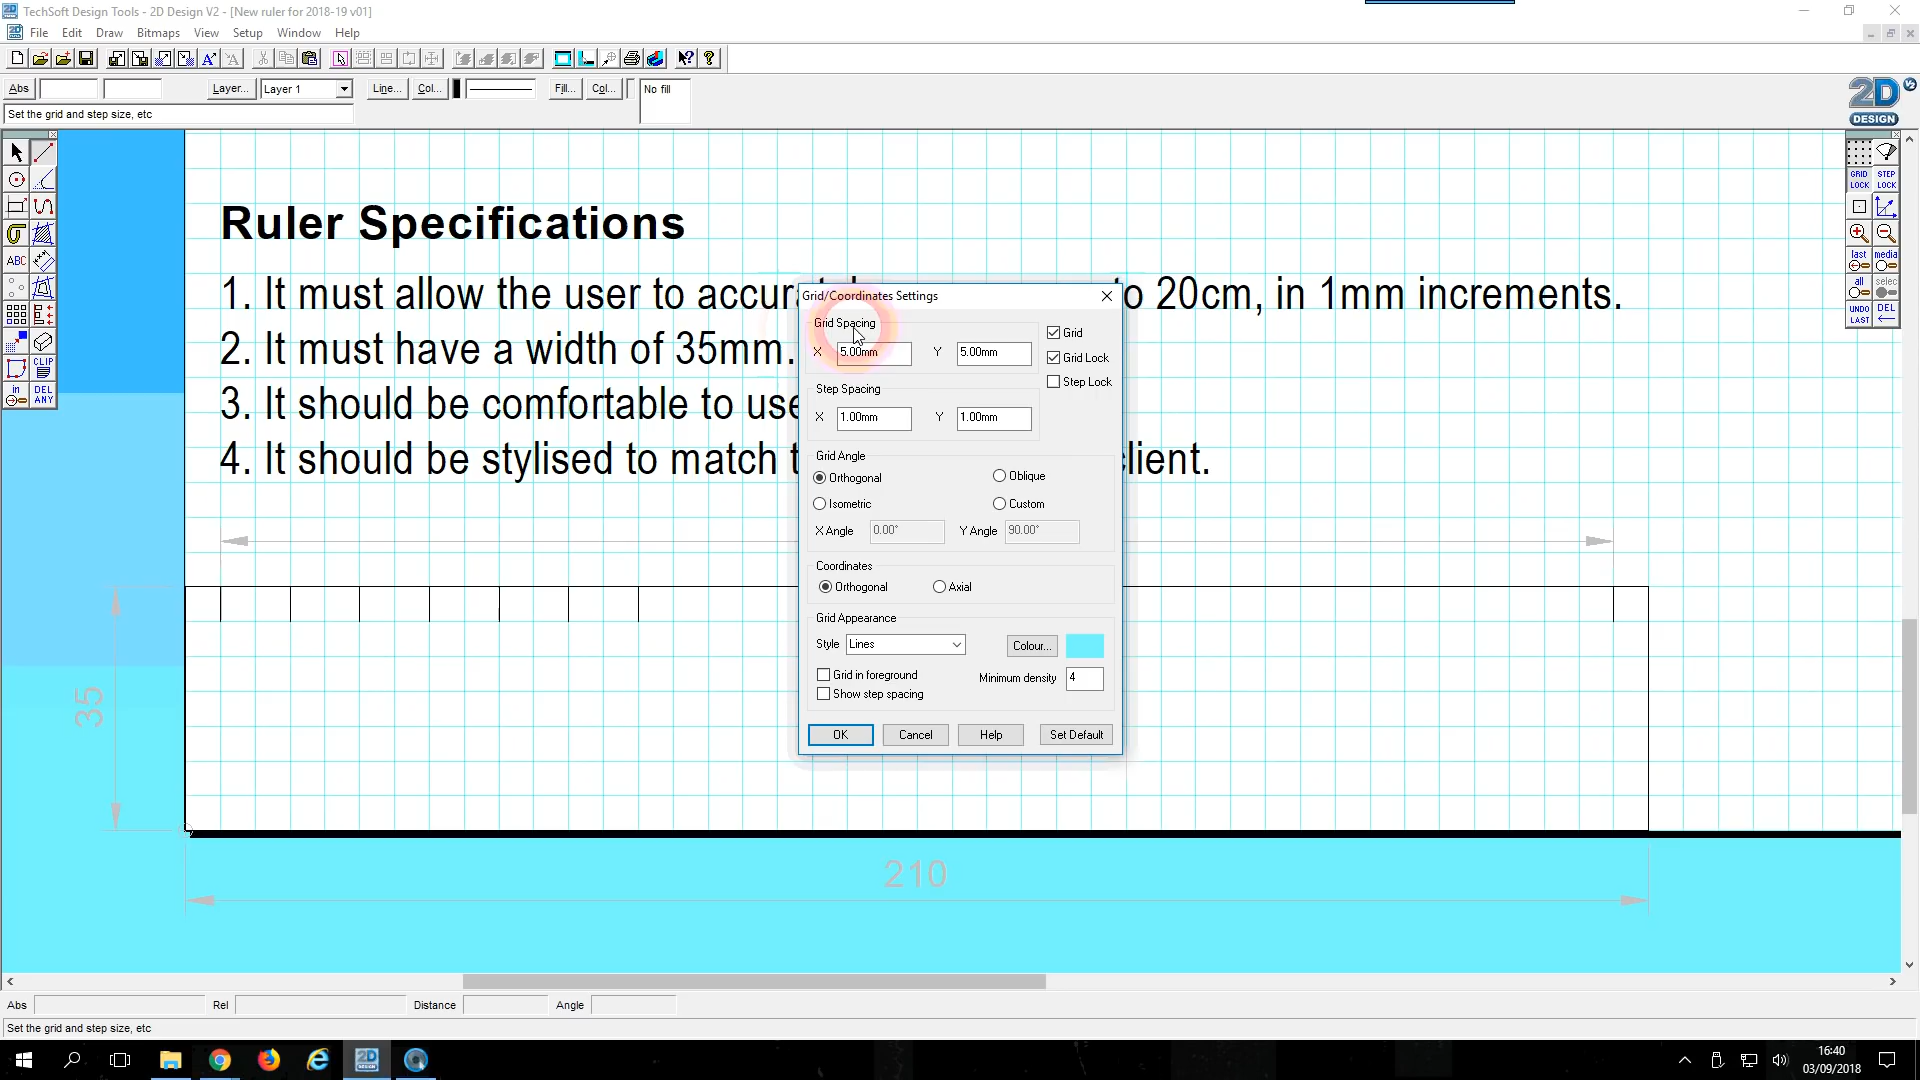 TechSoft Design Tools - 2D Design V2 - [New ruler for 2018-19 v01]
File Edit Draw Bitmaps View Setup Window Help
Abs Layer... Layer 1 Line... Col... Fill... Col... No fill
Set the grid and step size, etc
2D V2
DESIGN
GRID LOCK STEP LOCK
last media
all selec
UNDO LAST DEL
ABC
CLIP
in DEL ANY
Ruler Specifications
1. It must allow the user to accur
o 20cm, in 1mm increments.
2. It must have a width of 35mm.
3. It should be comfortable to use
4. It should be stylised to match t
lient.
Grid/Coordinates Settings
Grid Spacing
X 5.00mm Y 5.00mm
Grid
Grid Lock
Step Lock
Step Spacing
X 1.00mm Y 1.00mm
Grid Angle
Orthogonal Oblique
Isometric Custom
X Angle 0.00° Y Angle 90.00°
Coordinates
Orthogonal Axial
Grid Appearance
Style Lines Colour...
Grid in foreground Minimum density 4
Show step spacing
OK Cancel Help Set Default
35
210
Abs Rel Distance Angle
Set the grid and step size, etc
2D
DESIGN
16:40
03/09/2018